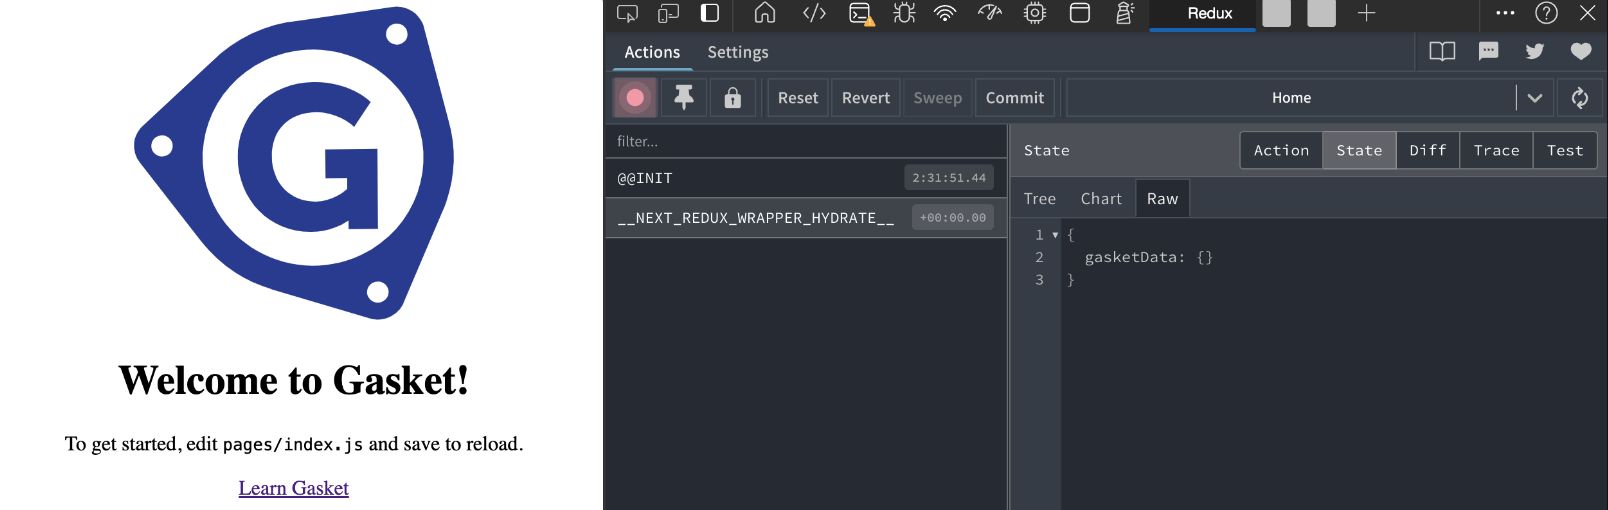 G
Welcome to Gasket!
To get started, edit pages/index.js and save to reload.
Learn Gasket
Redux
Actions Settings
Reset Revert Sweep Commit Home
filter...
@@INIT 2:31:51.44
__NEXT_REDUX_WRAPPER_HYDRATE__ +00:00.00
State Action State Diff Trace Test
Tree Chart Raw
1 {
2 gasketData: {}
3 }